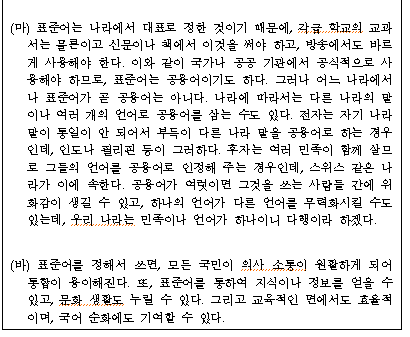 (마) 표준어는 나라에서 대표로 정한 것이기 때문에, 각급 학교의 교과
서는 물론이고 신문이나 책에서 이것을 써야 하고, 방송에서도 바르
게 사용해야 한다. 이와 같이 국가나 공공 기관에서 공식적으로 사
용해야 하므로, 표준어는 공용어이기도 하다. 그러나 어느 나라에서
나 표준어가 곧 공용어는 아니다. 나라에 따라서는 다른 나라의 말
이나 여러 개의 언어로 공용어를 삼는 수도 있다. 전자는 자기 나라
말이 통일이 안 되어서 부득이 다른 나라 말을 공용어로 하는 경우
인데, 인도나 필리핀 등이 그러하다. 후자는 여러 민족이 함께 살므
로 그들의 언어를 공용어로 인정해 주는 경우인데, 스위스 같은 나
라가 이에 속한다. 공용어가 여럿이면 그것을 쓰는 사람들 간에 위
화감이 생길 수 있고, 하나의 언어가 다른 언어를 무력화시킬 수도
있는데, 우리 나라는 민족이나 언어가 하나이니 다행이라 하겠다.
(바) 표준어를 정해서 쓰면, 모든 국민이 의사 소통이 원활하게 되어
통합이 용이해진다. 또, 표준어를 통하여 지식이나 정보를 얻을 수
있고, 문화 생활도 누릴 수 있다. 그리고 교육적인 면에서도 효율적
이며, 국어 순화에도 기여할 수 있다.